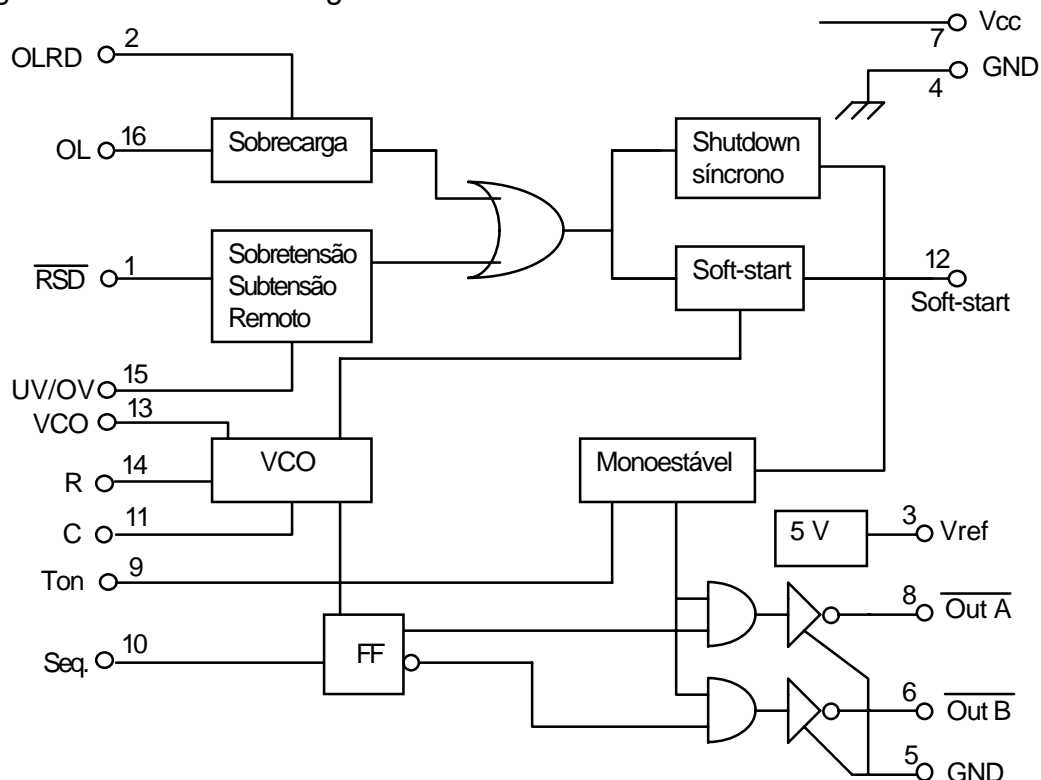 OLRD
2
OL
16
Sobrecarga
Shutdown
síncrono
7
Vcc
4
GND
RSD
1
Sobretensão
Subtensão
Remoto
Soft-start
12
Soft-start
UV/OV
15
VCO
13
VCO
R
14
C
11
Monoestável
5 V
3
Vref
Ton
9
8
Out A
Seq.
10
FF
6
Out B
5
GND